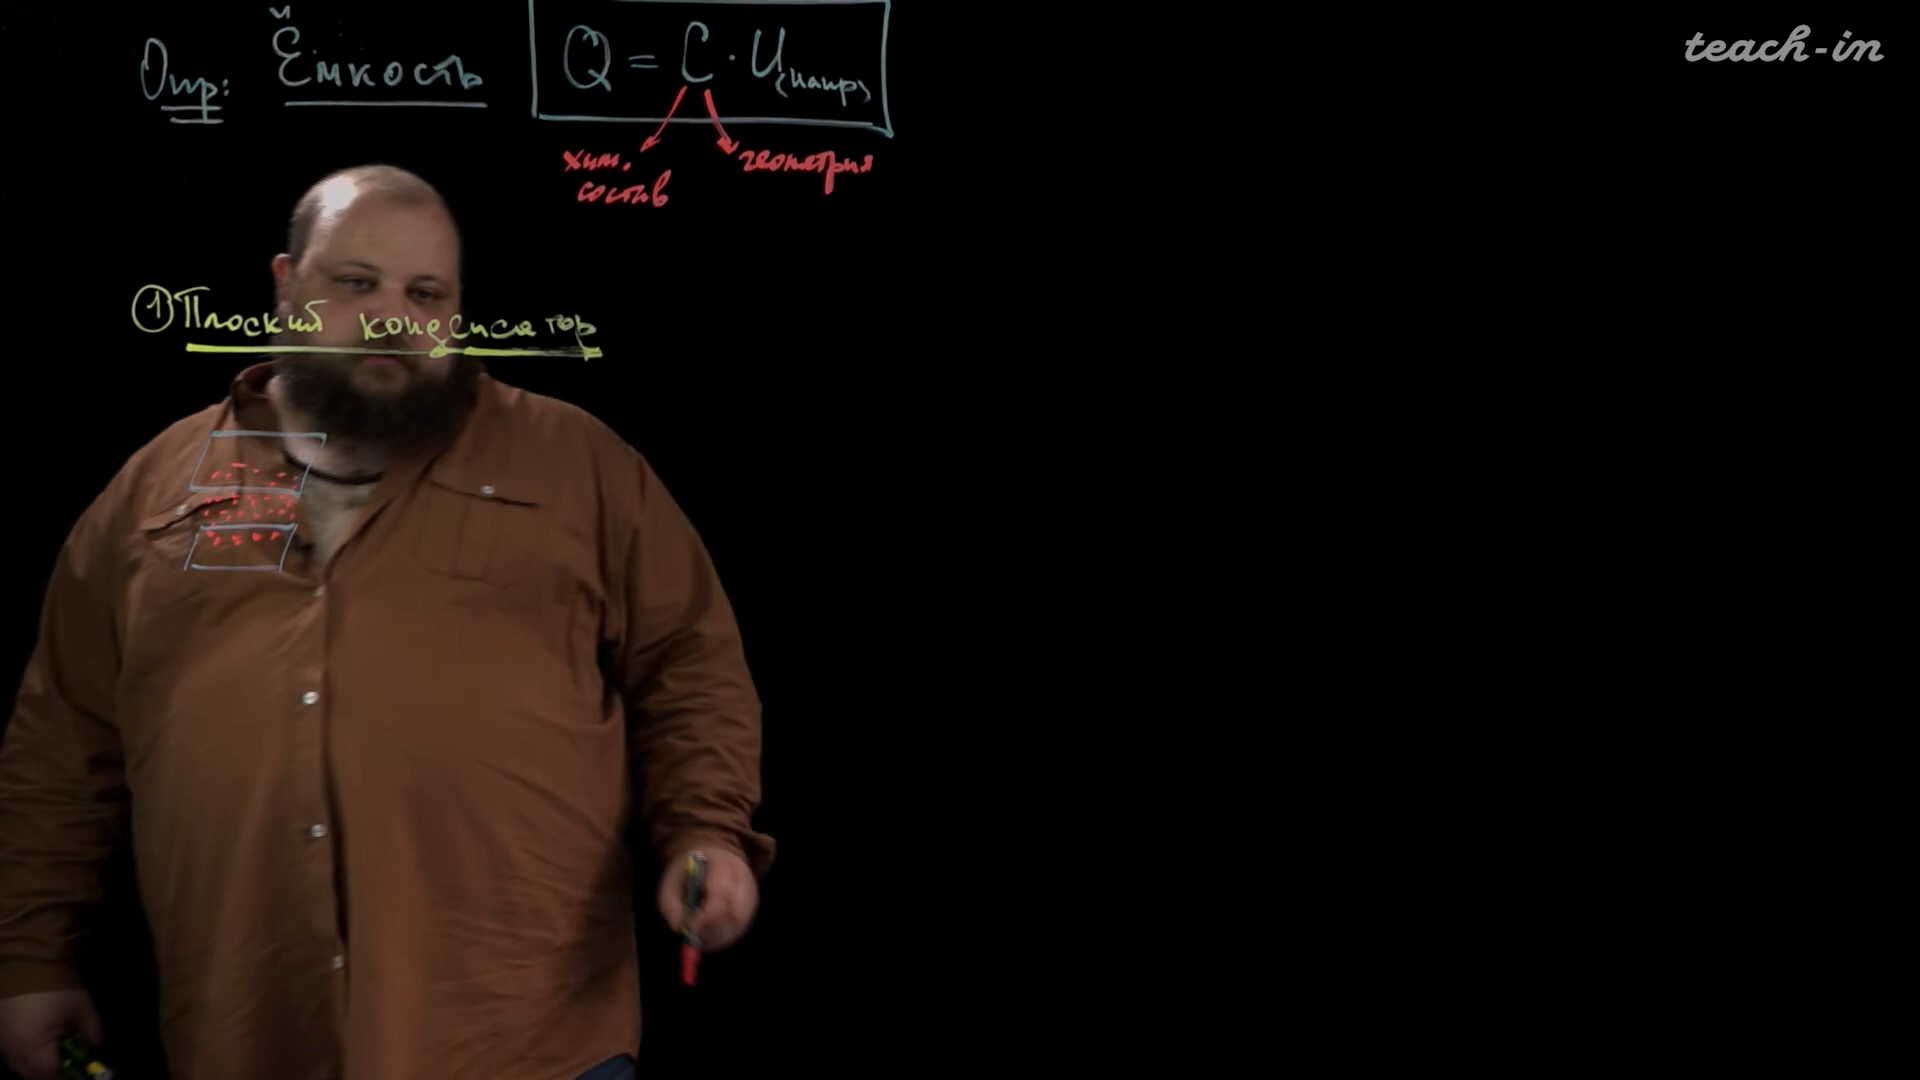 Опр: Ёмкость Q = C · U(напр)
хим. геометрия
состав
① Плоский конденсатор
teach-in